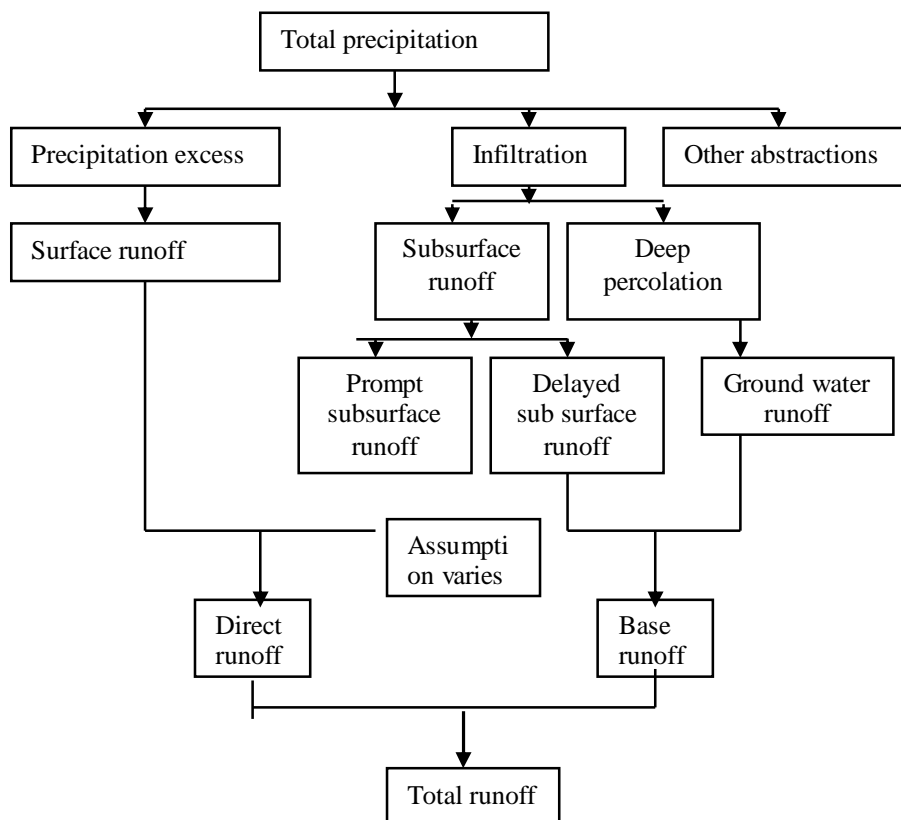 Total precipitation
Precipitation excess
Infiltration
Other abstractions
Surface runoff
Subsurface
runoff
Deep
percolation
Prompt
subsurface
runoff
Delayed
sub surface
runoff
Ground water
runoff
Assumpti
on varies
Direct
runoff
Base
runoff
Total runoff